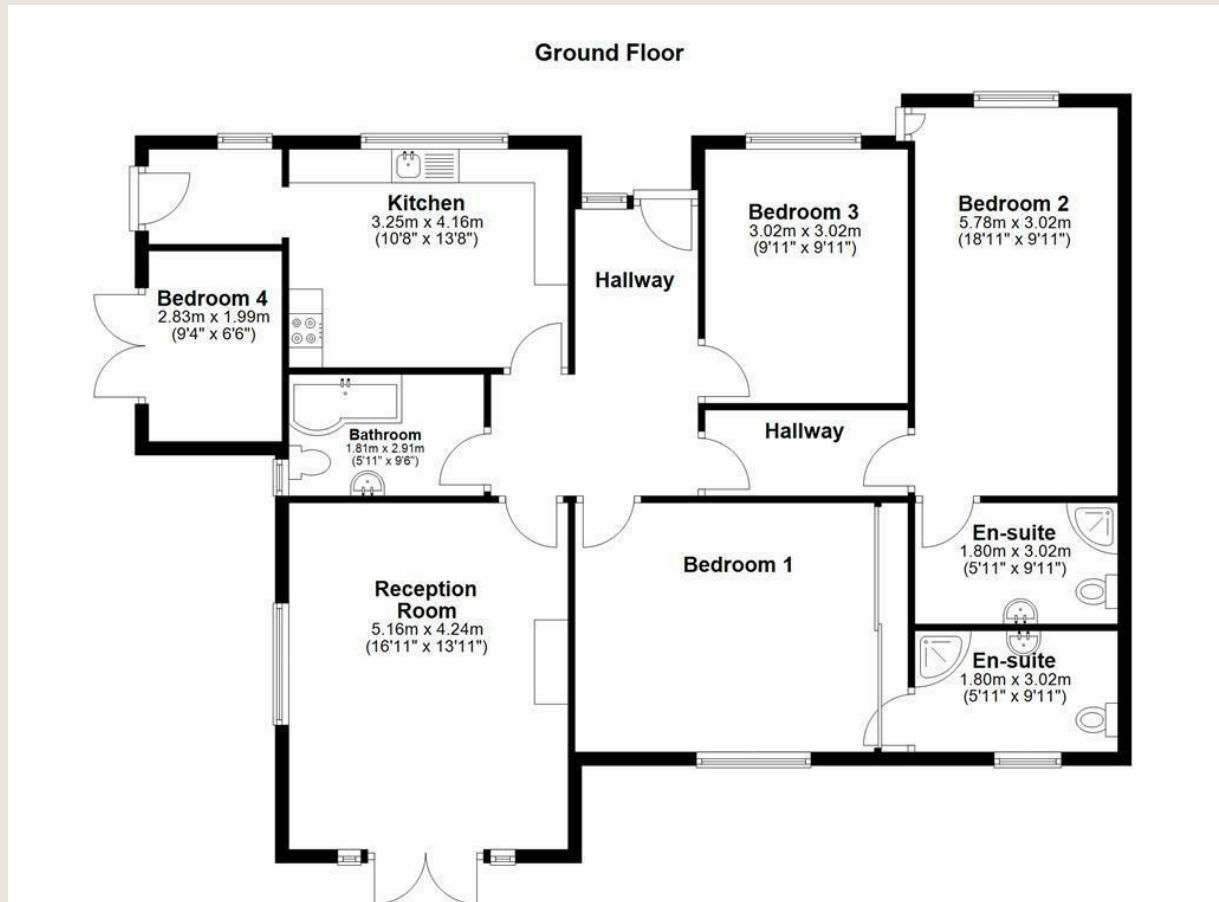 Ground Floor
Kitchen
3.25m x 4.16m
(10'8" x 13'8")
Bedroom 3
3.02m x 3.02m
(9'11" x 9'11")
Bedroom 2
5.78m x 3.02m
(18'11" x 9'11")
Hallway
Bedroom 4
2.83m x 1.99m
(9'4" x 6'6")
Bathroom
1.81m x 2.91m
(5'11" x 9'6")
Hallway
Reception
Room
5.16m x 4.24m
(16'11" x 13'11")
Bedroom 1
En-suite
1.80m x 3.02m
(5'11" x 9'11")
En-suite
1.80m x 3.02m
(5'11" x 9'11")